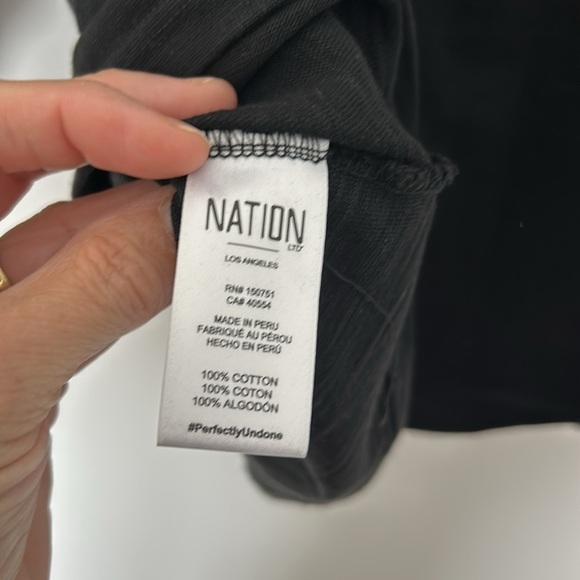 NATION
LTD
LOS ANGELES
RN# 150751
CA# 40554
MADE IN PERU
FABRIQUÉ AU PÉROU
HECHO EN PERÚ
100% COTTON
100% COTON
100% ALGODÓN
#PerfectlyUndone